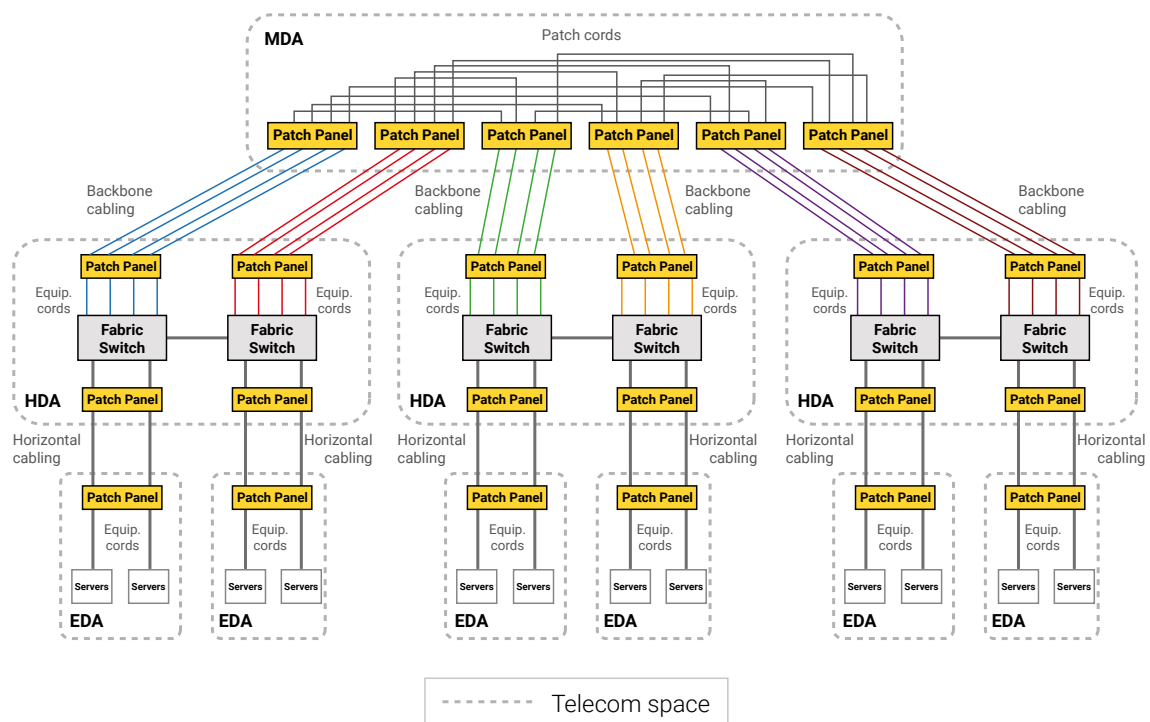 MDA
Patch cords
Patch Panel
Patch Panel
Patch Panel
Patch Panel
Patch Panel
Patch Panel
Backbone
cabling
Backbone
cabling
Backbone
cabling
Backbone
cabling
Patch Panel
Patch Panel
Patch Panel
Patch Panel
Patch Panel
Patch Panel
Equip.
cords
Equip.
cords
Equip.
cords
Equip.
cords
Equip.
cords
Equip.
cords
Fabric
Switch
Fabric
Switch
Fabric
Switch
Fabric
Switch
Fabric
Switch
Fabric
Switch
HDA
Patch Panel
Patch Panel
HDA
Patch Panel
Patch Panel
HDA
Patch Panel
Patch Panel
Horizontal
cabling
Horizontal
cabling
Horizontal
cabling
Horizontal
cabling
Horizontal
cabling
Horizontal
cabling
Patch Panel
Patch Panel
Patch Panel
Patch Panel
Patch Panel
Patch Panel
Equip.
cords
Equip.
cords
Equip.
cords
Equip.
cords
Equip.
cords
Equip.
cords
Servers
Servers
Servers
Servers
Servers
Servers
Servers
Servers
Servers
Servers
Servers
Servers
EDA
EDA
EDA
EDA
EDA
EDA
Telecom space